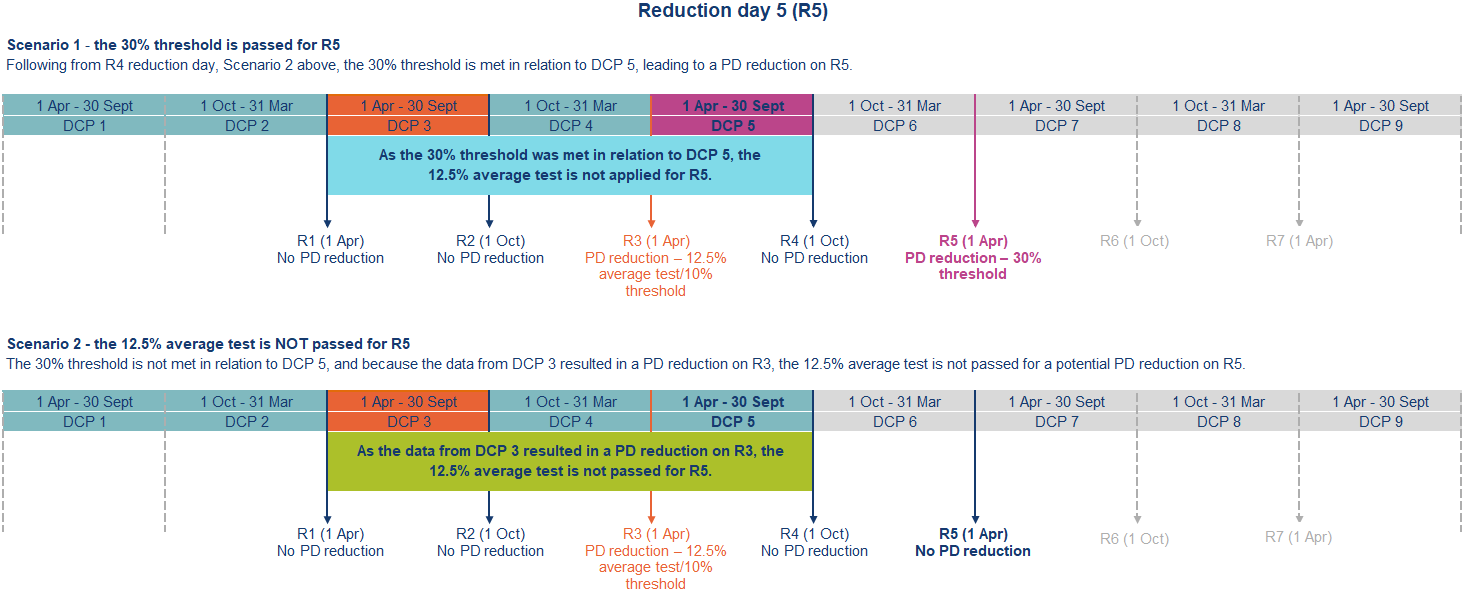 Reduction day 5 (R5)
Scenario 1 - the 30% threshold is passed for R5
Following from R4 reduction day, Scenario 2 above, the 30% threshold is met in relation to DCP 5, leading to a PD reduction on R5.
1 Apr - 30 Sept 1 Oct - 31 Mar 1 Apr - 30 Sept 1 Oct - 31 Mar 1 Apr - 30 Sept 1 Oct - 31 Mar 1 Apr - 30 Sept 1 Oct - 31 Mar 1 Apr - 30 Sept
DCP 1 DCP 2 DCP 3 DCP 4 DCP 5 DCP 6 DCP 7 DCP 8 DCP 9
As the 30% threshold was met in relation to DCP 5, the
12.5% average test is not applied for R5.
R1 (1 Apr) R2 (1 Oct) R3 (1 Apr) R4 (1 Oct) R5 (1 Apr) R6 (1 Oct) R7 (1 Apr)
No PD reduction No PD reduction PD reduction – 12.5% No PD reduction PD reduction – 30%
average test/10% threshold
threshold
Scenario 2 - the 12.5% average test is NOT passed for R5
The 30% threshold is not met in relation to DCP 5, and because the data from DCP 3 resulted in a PD reduction on R3, the 12.5% average test is not passed for a potential PD reduction on R5.
1 Apr - 30 Sept 1 Oct - 31 Mar 1 Apr - 30 Sept 1 Oct - 31 Mar 1 Apr - 30 Sept 1 Oct - 31 Mar 1 Apr - 30 Sept 1 Oct - 31 Mar 1 Apr - 30 Sept
DCP 1 DCP 2 DCP 3 DCP 4 DCP 5 DCP 6 DCP 7 DCP 8 DCP 9
As the data from DCP 3 resulted in a PD reduction on R3, the
12.5% average test is not passed for R5.
R1 (1 Apr) R2 (1 Oct) R3 (1 Apr) R4 (1 Oct) R5 (1 Apr) R6 (1 Oct) R7 (1 Apr)
No PD reduction No PD reduction PD reduction – 12.5% No PD reduction No PD reduction
average test/10%
threshold